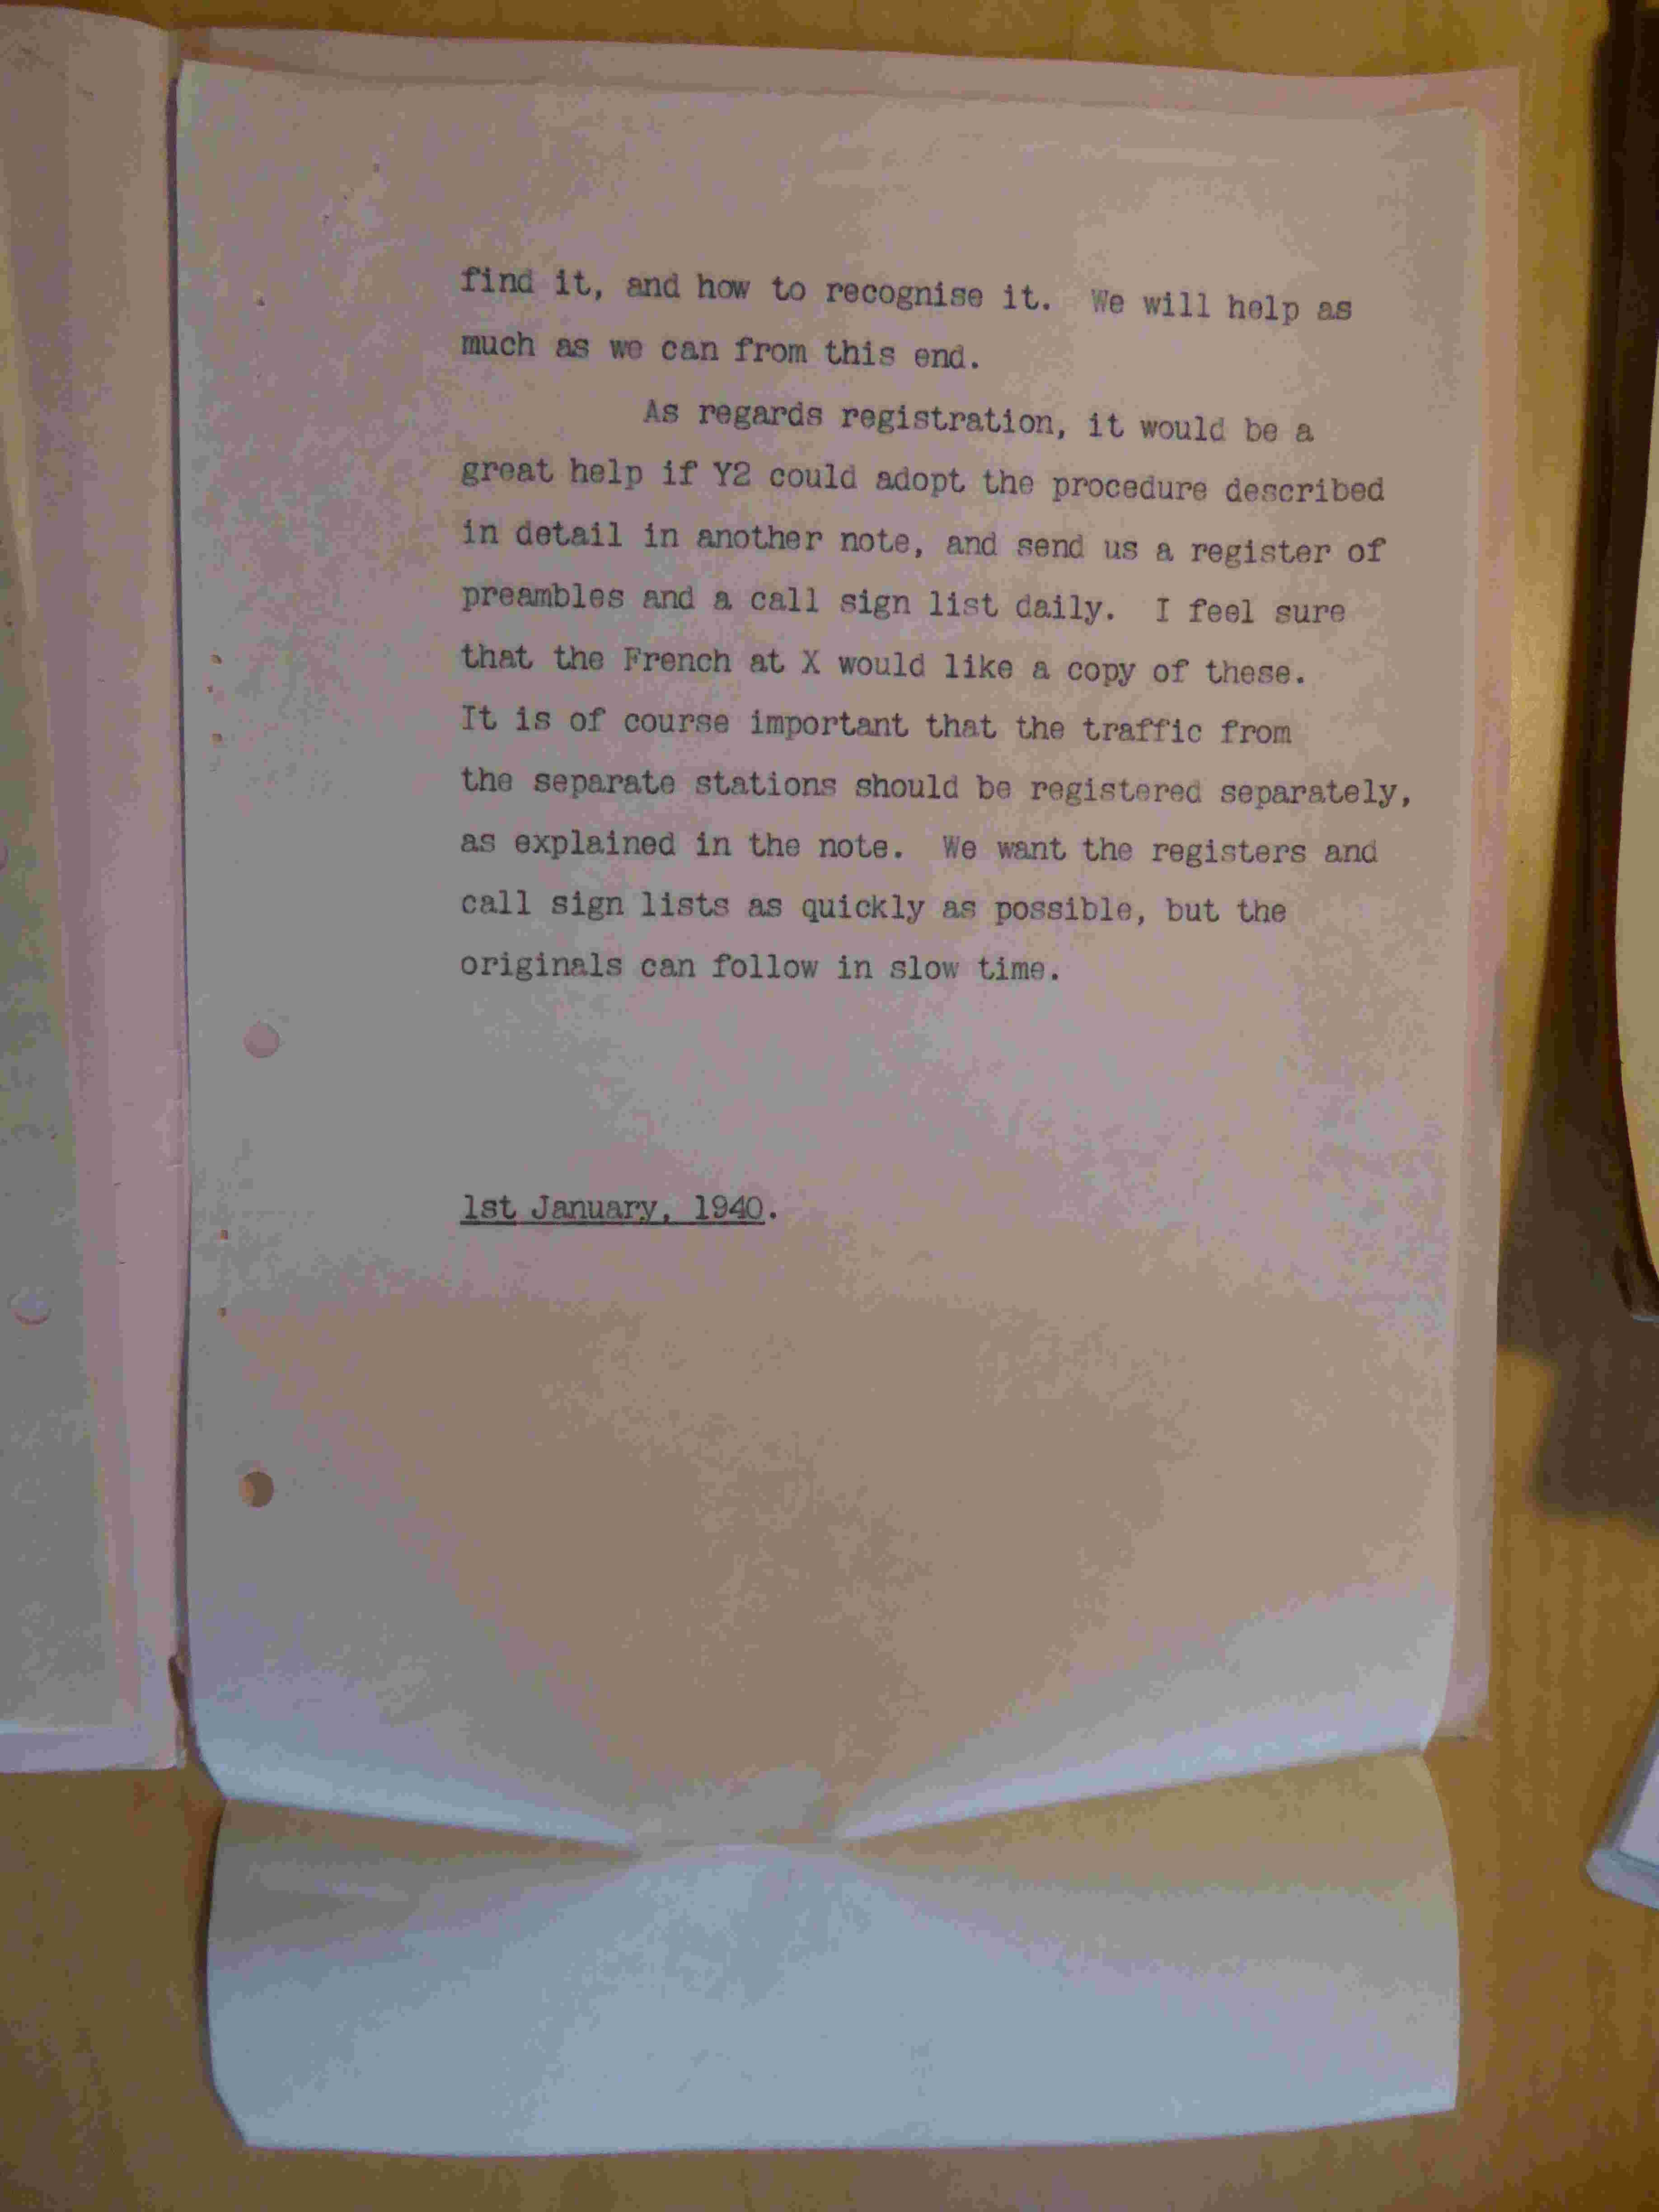 find it, and how to recognise it. We will help as
much as we can from this end.
As regards registration, it would be a
great help if Y2 could adopt the procedure described
in detail in another note, and send us a register of
preambles and a call sign list daily. I feel sure
that the French at X would like a copy of these.
It is of course important that the traffic from
the separate stations should be registered separately,
as explained in the note. We want the registers and
call sign lists as quickly as possible, but the
originals can follow in slow time.
1st January, 1940.